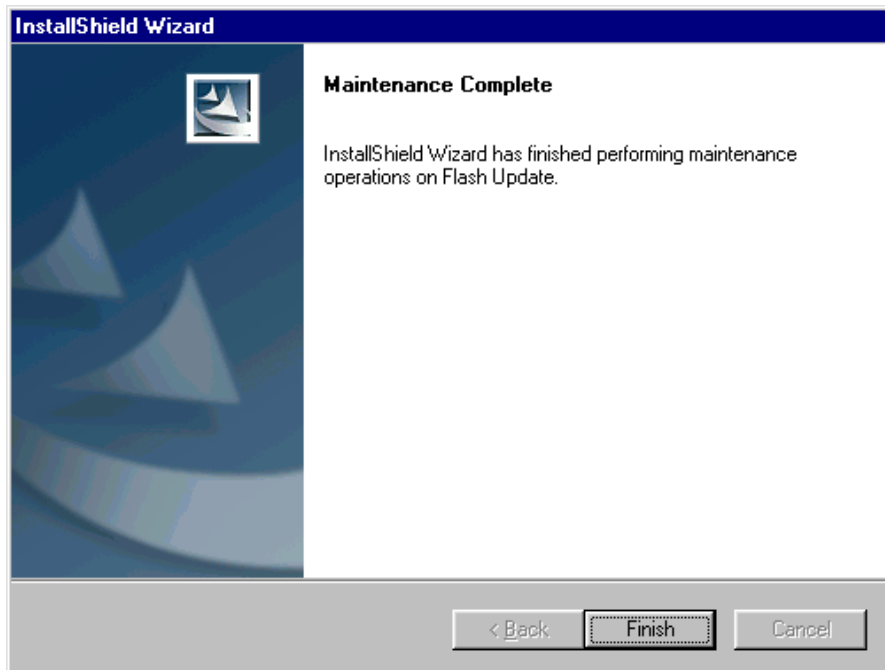 InstallShield Wizard
Maintenance Complete
InstallShield Wizard has finished performing maintenance
operations on Flash Update.
< Back
Finish
Cancel